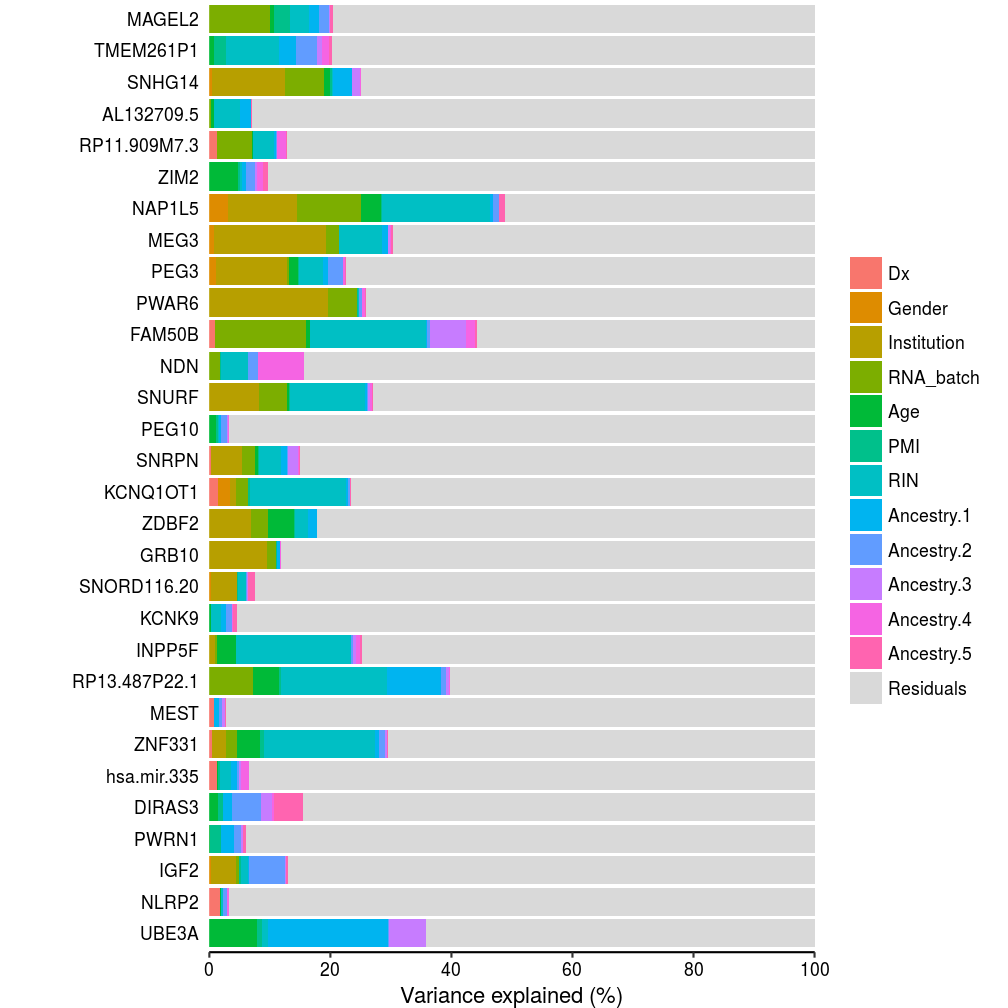 MAGEL2
TMEM261P1
SNHG14
AL132709.5
RP11.909M7.3
ZIM2
NAP1L5
MEG3
PEG3
PWAR6
FAM50B
NDN
SNURF
PEG10
SNRPN
KCNQ1OT1
ZDBF2
GRB10
SNORD116.20
KCNK9
INPP5F
RP13.487P22.1
MEST
ZNF331
hsa.mir.335
DIRAS3
PWRN1
IGF2
NLRP2
UBE3A
0 20 40 60 80 100
Variance explained (%)
Dx
Gender
Institution
RNA_batch
Age
PMI
RIN
Ancestry.1
Ancestry.2
Ancestry.3
Ancestry.4
Ancestry.5
Residuals